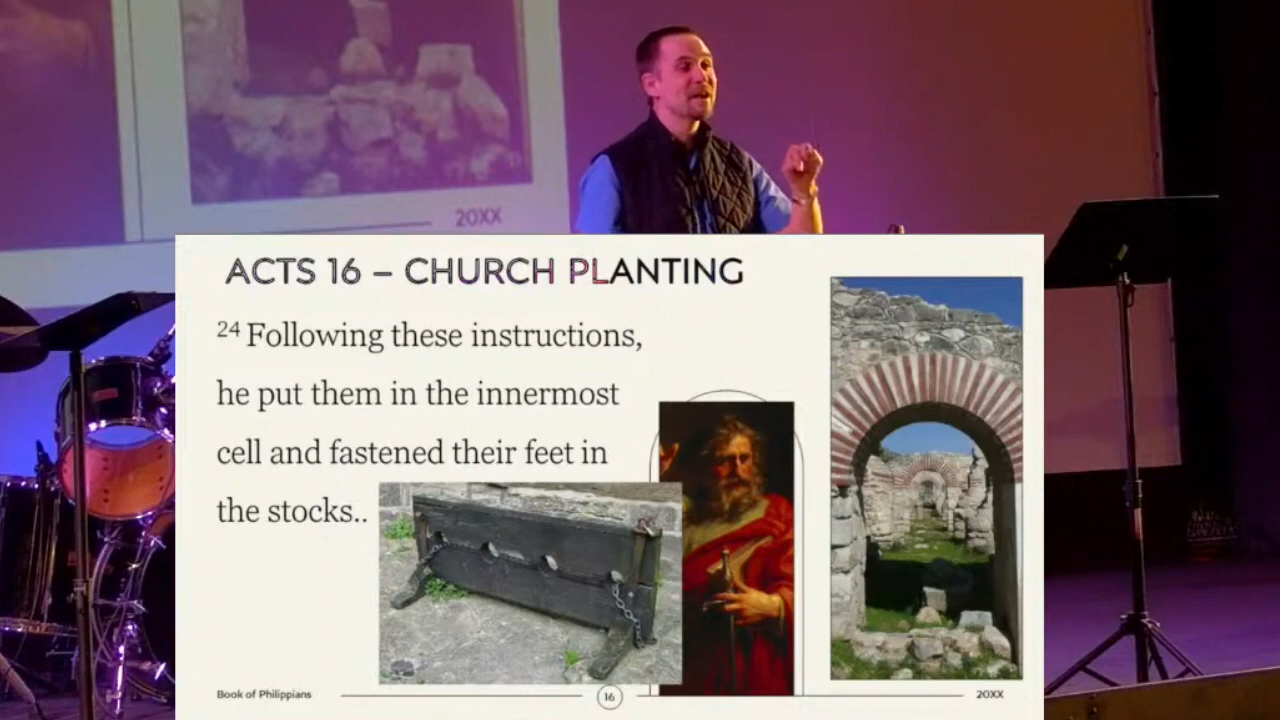 20XX
ACTS 16 – CHURCH PLANTING
24 Following these instructions,
he put them in the innermost
cell and fastened their feet in
the stocks..
Book of Philippians
16
20XX